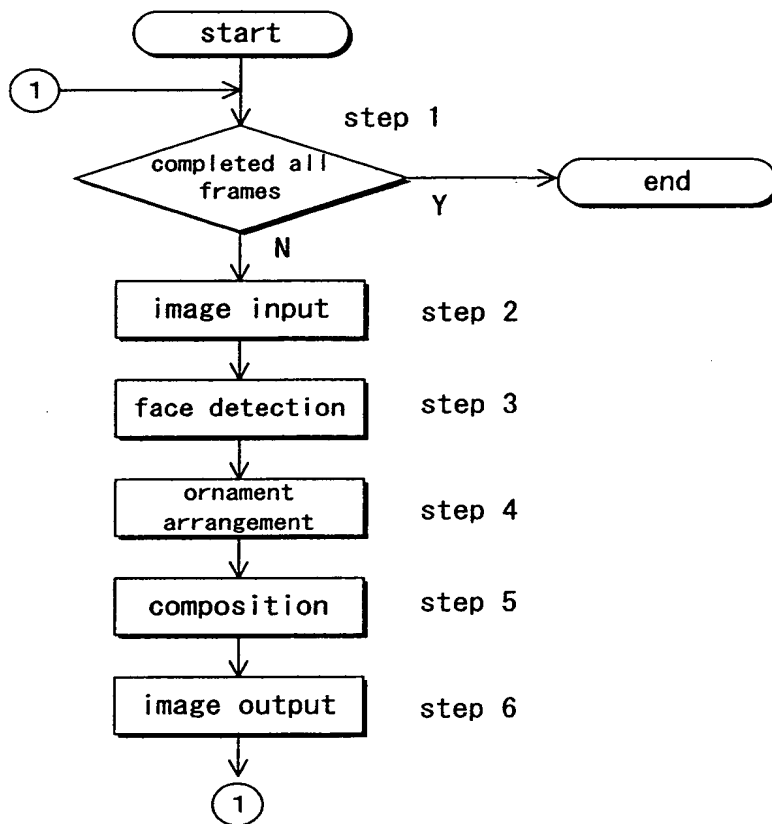 start
1
step 1
completed all
frames
Y
end
N
image input
step 2
face detection
step 3
ornament
arrangement
step 4
composition
step 5
image output
step 6
1